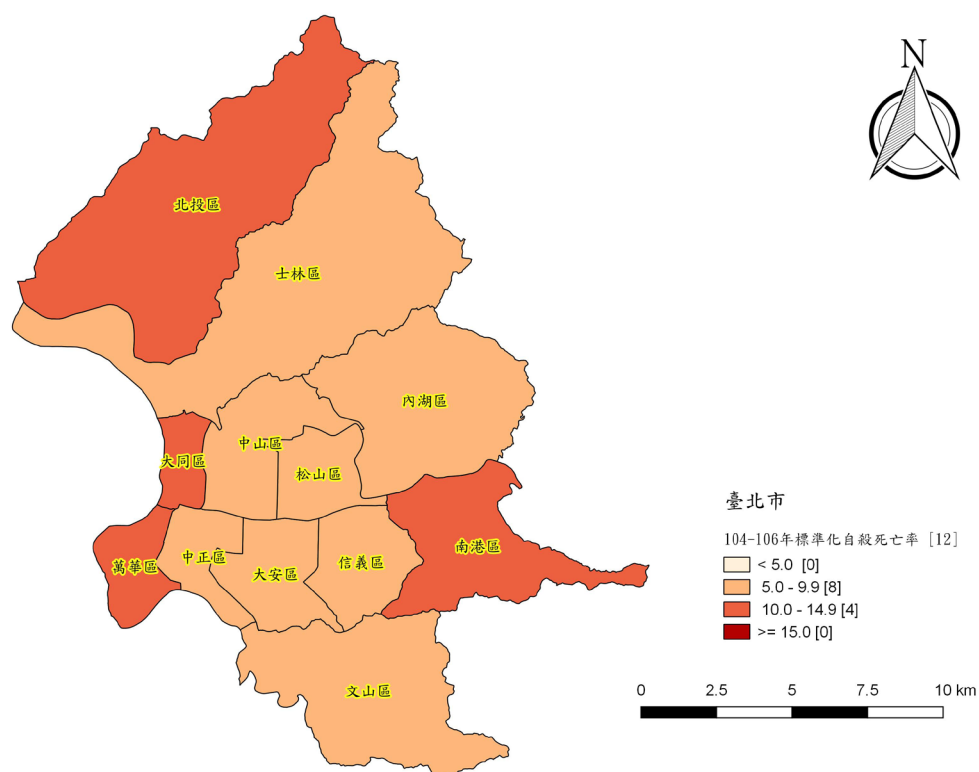 N
北投區
士林區
內湖區
中山區
大同區
松山區
南港區
中正區
信義區
萬華區
大安區
文山區
臺北市
104-106年標準化自殺死亡率 [12]
< 5.0 [0]
5.0 - 9.9 [8]
10.0 - 14.9 [4]
>= 15.0 [0]
0 2.5 5 7.5 10 km